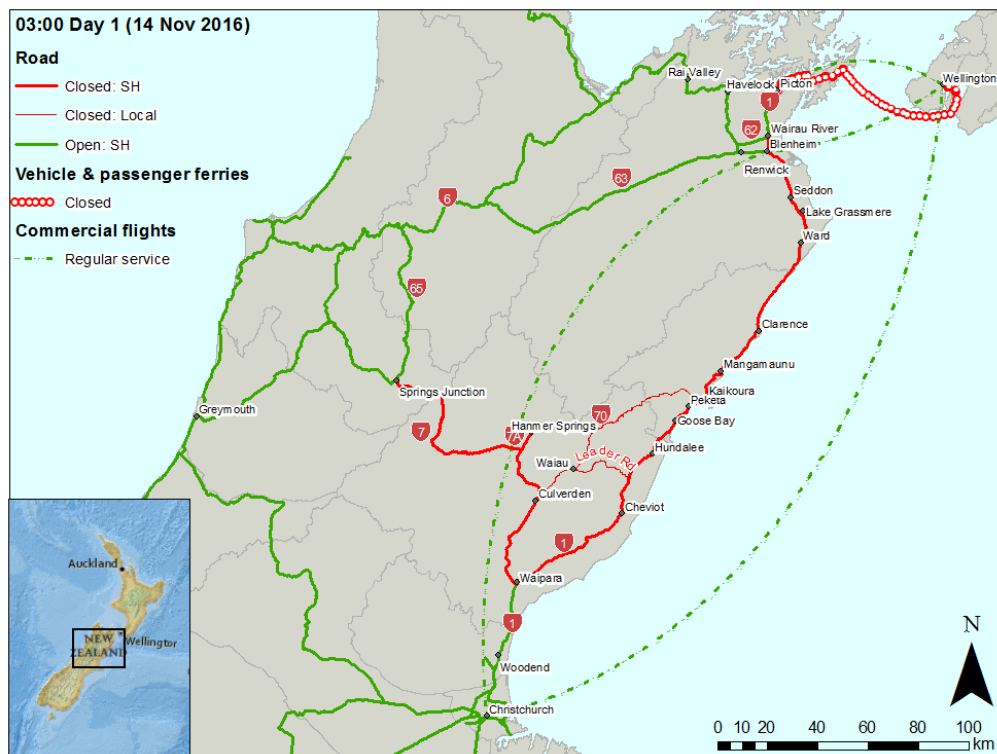 03:00 Day 1 (14 Nov 2016)
Road
Closed: SH
Closed: Local
Open: SH
Vehicle & passenger ferries
Closed
Commercial flights
Regular service
Rai Valley
Havelock
Picton
Wellington
1
62
Wairau River
Blenheim
Renwick
63
6
Seddon
Lake Grassmere
Ward
65
Clarence
Mangamaunu
Springs Junction
Kaikoura
Peketa
Greymouth
70
Goose Bay
7
7A
Hanmer Springs
Hundalee
Leader Rd
Waiau
Culverden
Cheviot
1
Waipara
1
Woodend
Christchurch
Auckland
Wellington
NEW
ZEALAND
N
0 10 20 40 60 80 100
km